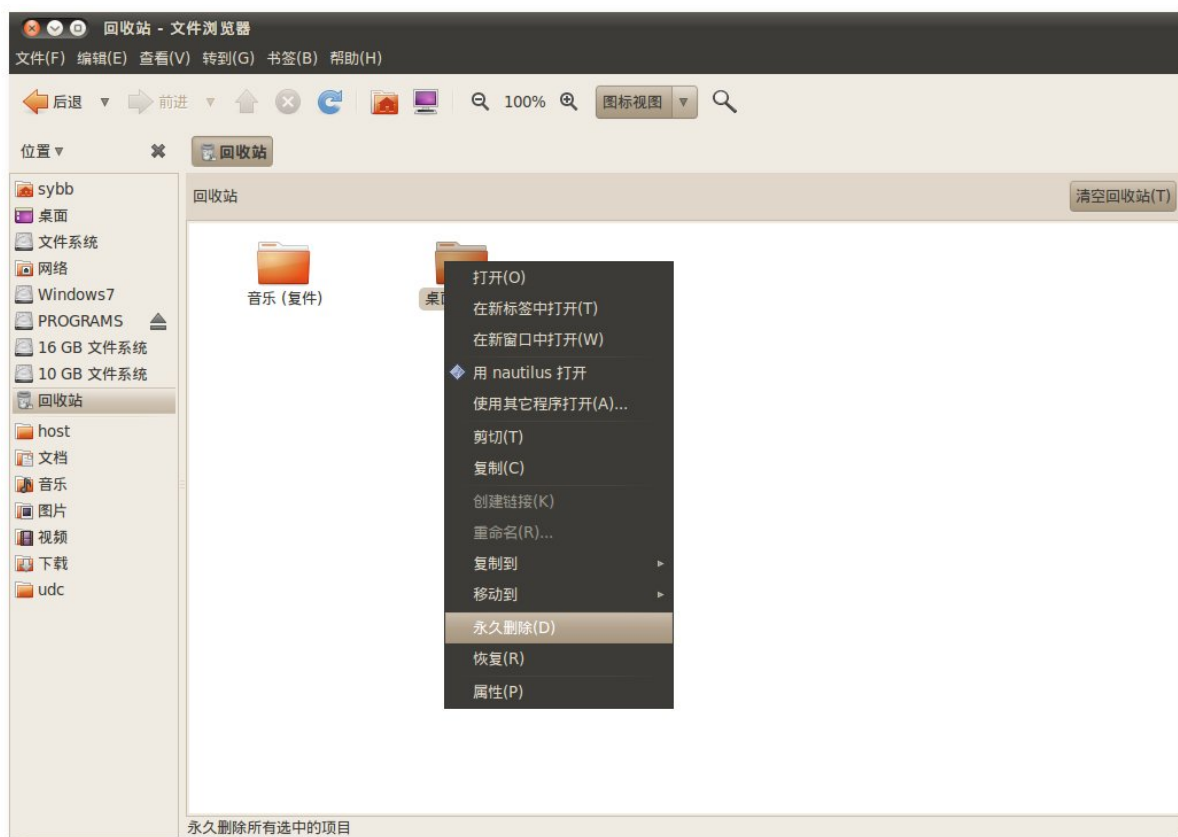 回收站 - 文件浏览器
文件(F) 编辑(E) 查看(V) 转到(G) 书签(B) 帮助(H)
后退 前进 100% 图标视图
位置 回收站
sybb
桌面
文件系统
网络
Windows7
PROGRAMS
16 GB 文件系统
10 GB 文件系统
回收站
host
文档
音乐
图片
视频
下载
udc
回收站 清空回收站(T)
音乐 (复件)
打开(O)
在新标签中打开(T)
在新窗口中打开(W)
用 nautilus 打开
使用其它程序打开(A)...
剪切(T)
复制(C)
创建链接(K)
重命名(R)...
复制到
移动到
永久删除(D)
恢复(R)
属性(P)
永久删除所有选中的项目